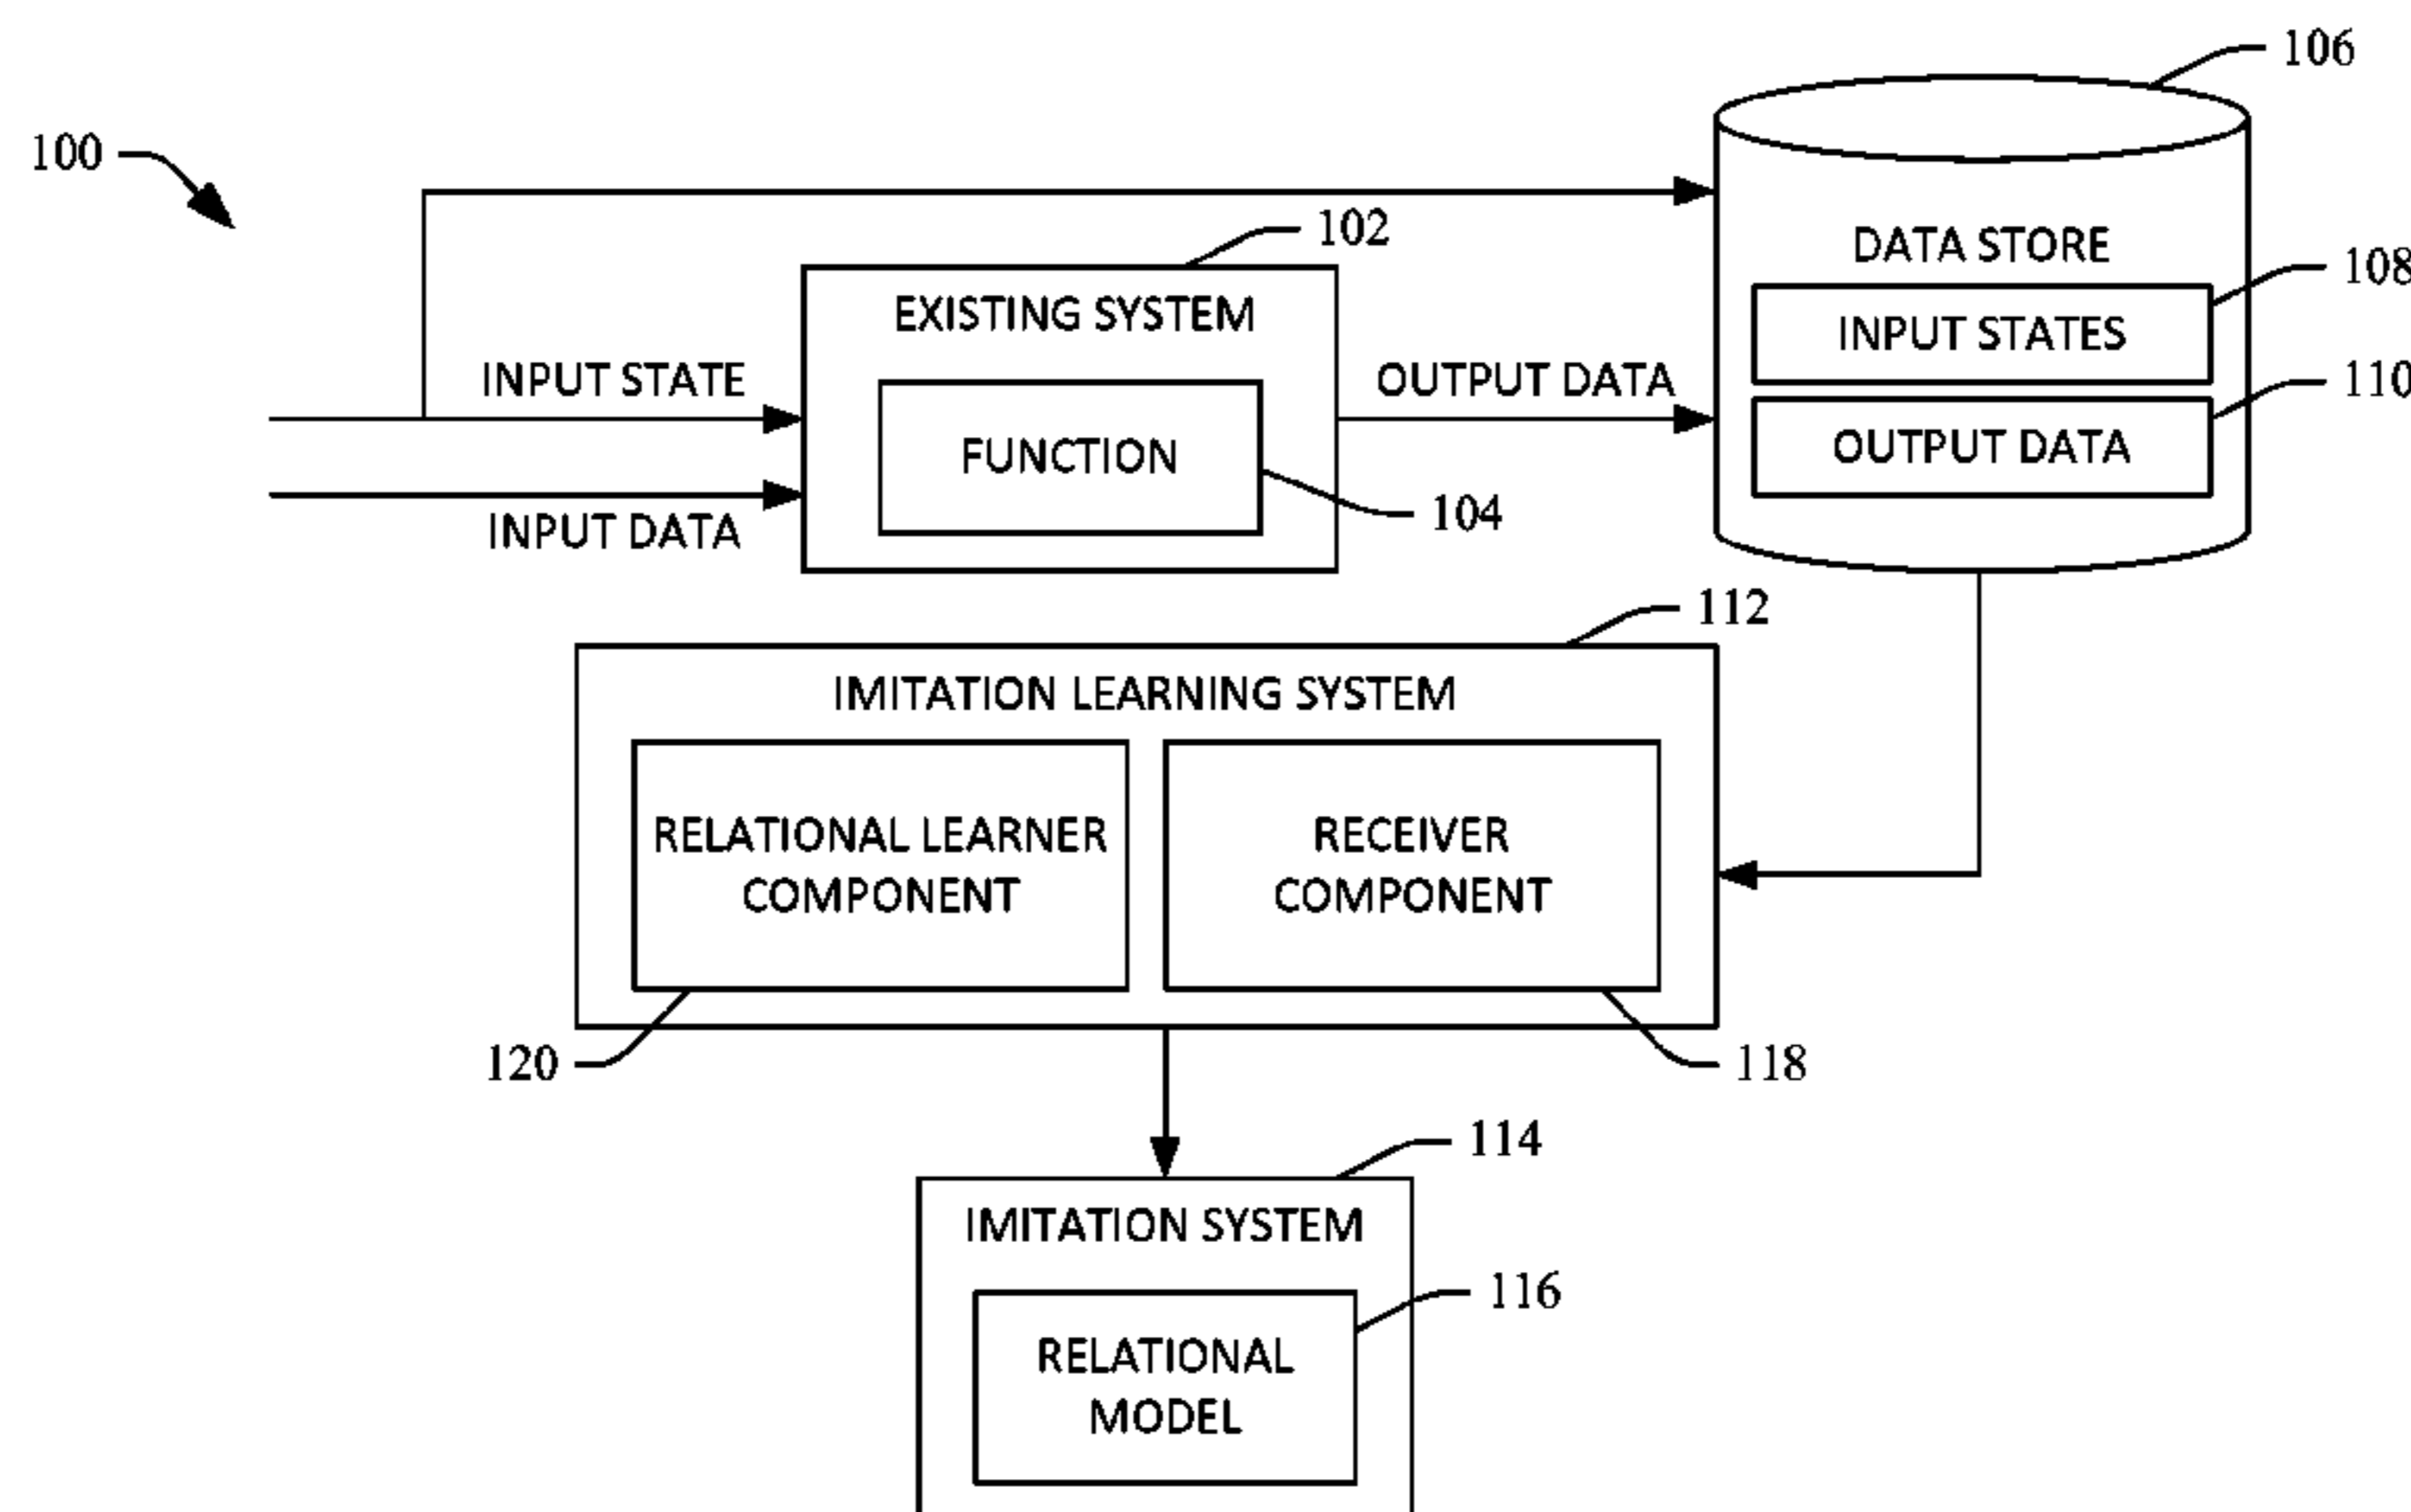 106
100
102
DATA STORE
108
EXISTING SYSTEM
INPUT STATES
INPUT STATE
OUTPUT DATA
110
FUNCTION
OUTPUT DATA
104
INPUT DATA
112
IMITATION LEARNING SYSTEM
RELATIONAL LEARNER
COMPONENT
RECEIVER
COMPONENT
120
118
114
IMITATION SYSTEM
116
RELATIONAL
MODEL